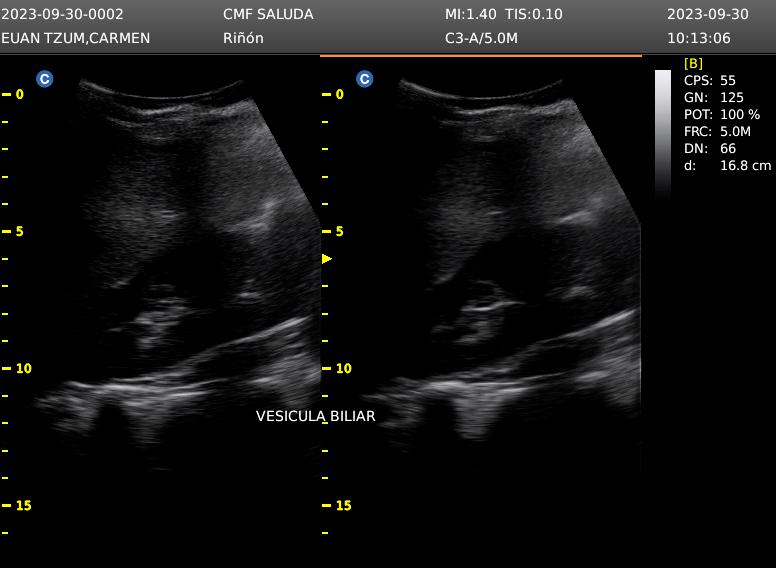 2023-09-30-0002 CMF SALUDA MI:1.40 TIS:0.10 2023-09-30
EUAN TZUM,CARMEN Riñón C3-A/5.0M 10:13:06
C
C
[B]
CPS: 55
GN: 125
POT: 100 %
FRC: 5.0M
DN: 66
d: 16.8 cm
0
0
5
5
10
10
VESICULA BILIAR
15
15